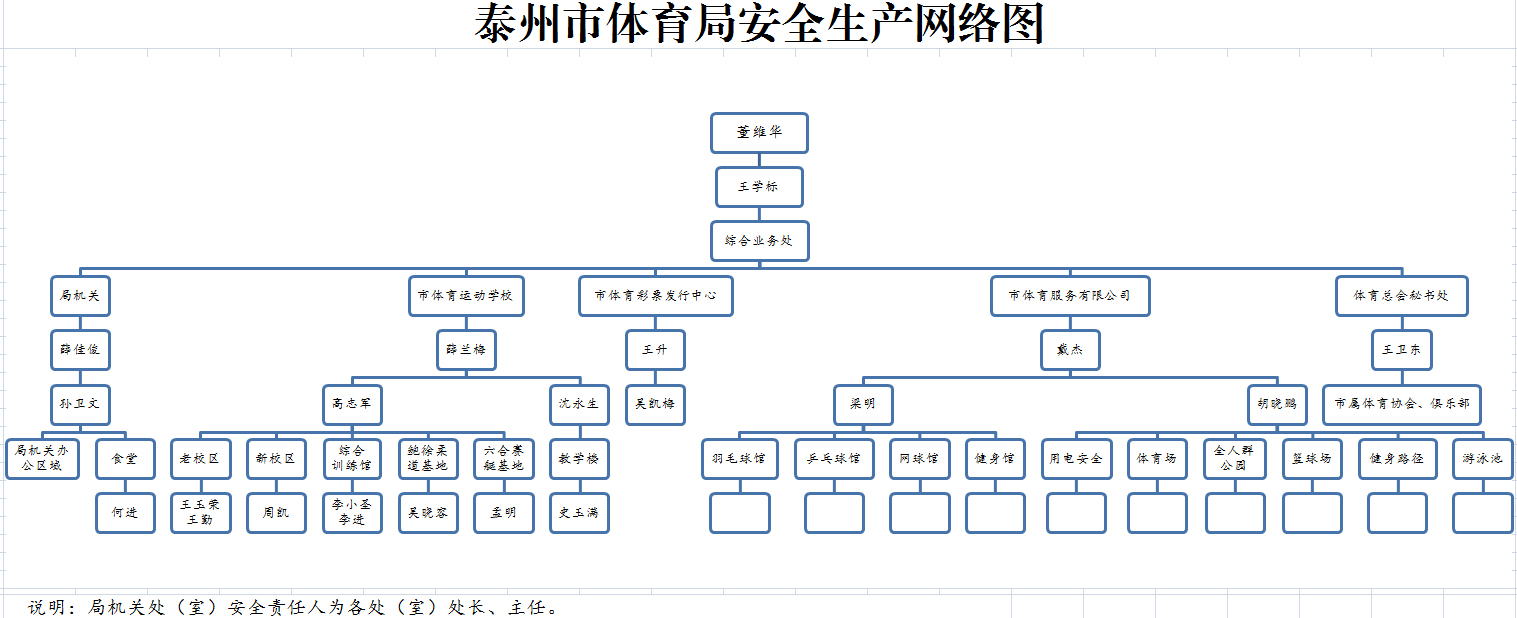 泰州市体育局安全生产网络图
董维华
王学标
综合业务处
局机关
市体育运动学校
市体育彩票发行中心
市体育服务有限公司
体育总会秘书处
薛佳俊
薛兰梅
王升
戴杰
王卫东
孙卫文
高志军
沈永生
吴凯梅
梁明
胡晓鹏
市属体育协会、俱乐部
局机关办
公区域
食堂
老校区
新校区
综合
训练馆
鲍徐柔
道基地
六合赛
艇基地
教学楼
羽毛球馆
乒乓球馆
网球馆
健身馆
用电安全
体育场
全人群
公园
篮球场
健身路径
游泳池
何进
王玉荣
王勤
周凯
李小圣
李进
吴晓容
孟明
史玉满
说明：局机关处（室）安全责任人为各处（室）处长、主任。